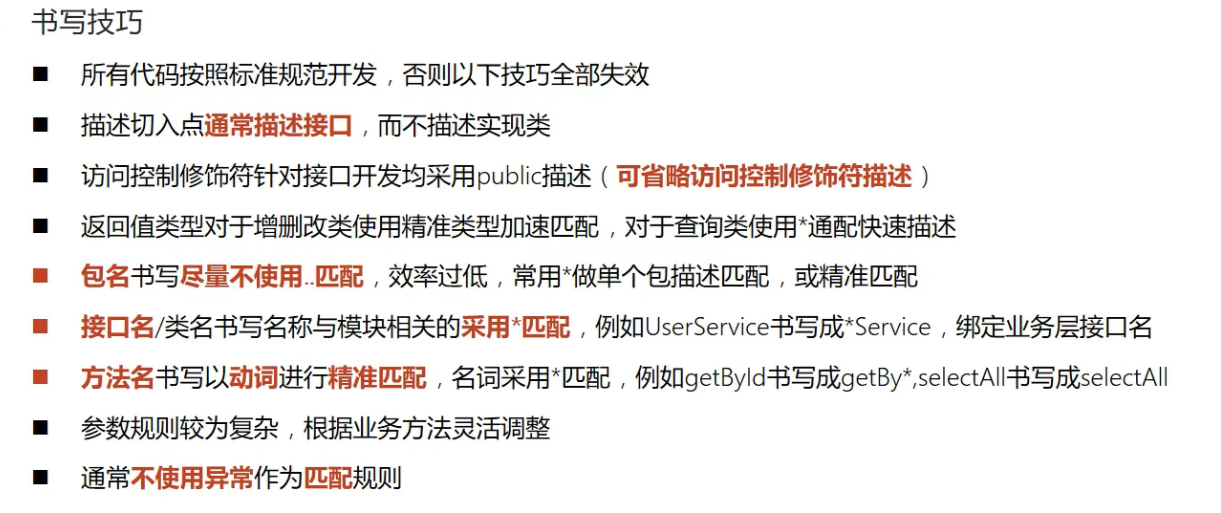 书写技巧
■ 所有代码按照标准规范开发，否则以下技巧全部失效
■ 描述切入点通常描述接口，而不描述实现类
■ 访问控制修饰符针对接口开发均采用public描述（可省略访问控制修饰符描述）
■ 返回值类型对于增删改类使用精准类型加速匹配，对于查询类使用*通配快速描述
■ 包名书写尽量不使用..匹配，效率过低，常用*做单个包描述匹配，或精准匹配
■ 接口名/类名书写名称与模块相关的采用*匹配，例如UserService书写成*Service，绑定业务层接口名
■ 方法名书写以动词进行精准匹配，名词采用*匹配，例如getById书写成getBy*,selectAll书写成selectAll
■ 参数规则较为复杂，根据业务方法灵活调整
■ 通常不使用异常作为匹配规则